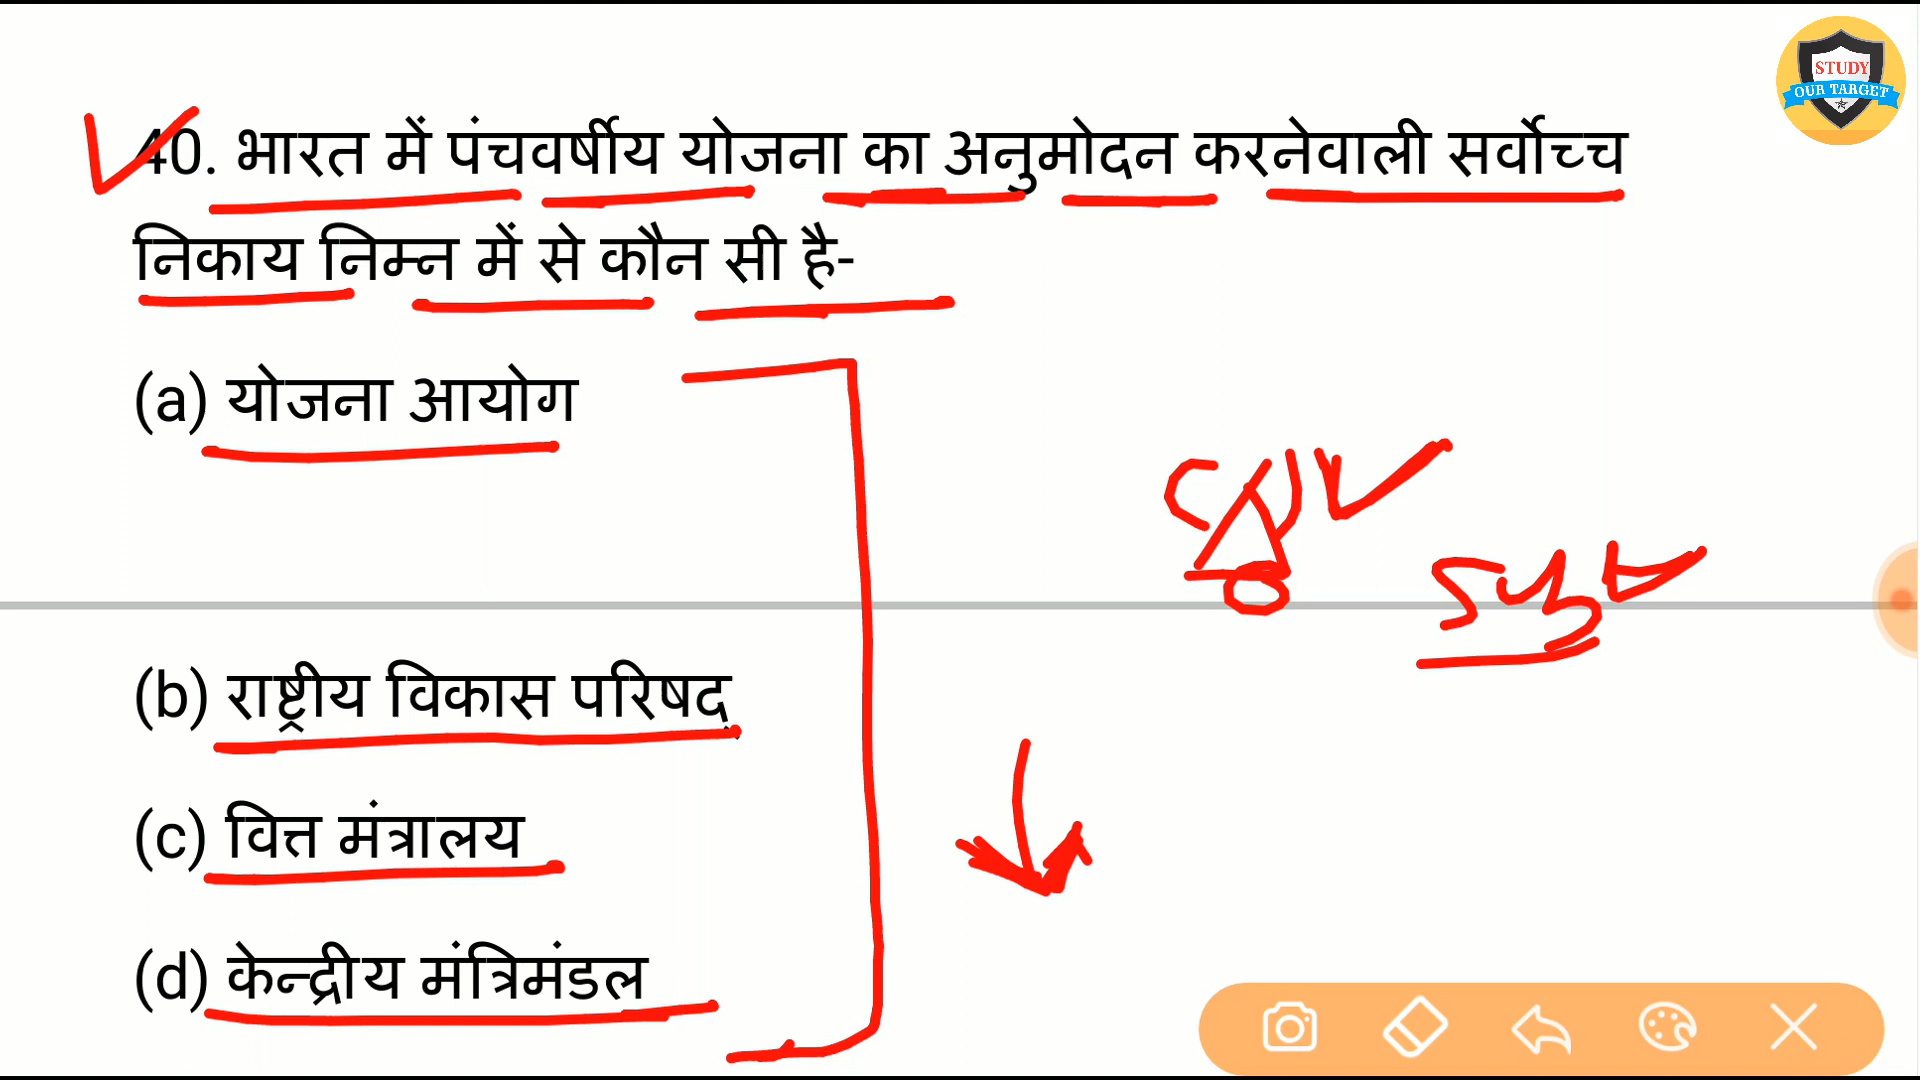 STUDY
OUR TARGET
40. भारत में पंचवर्षीय योजना का अनुमोदन करनेवाली सर्वोच्च
निकाय निम्न में से कौन सी है-
(a) योजना आयोग
(b) राष्ट्रीय विकास परिषद्
(c) वित्त मंत्रालय
(d) केन्द्रीय मंत्रिमंडल